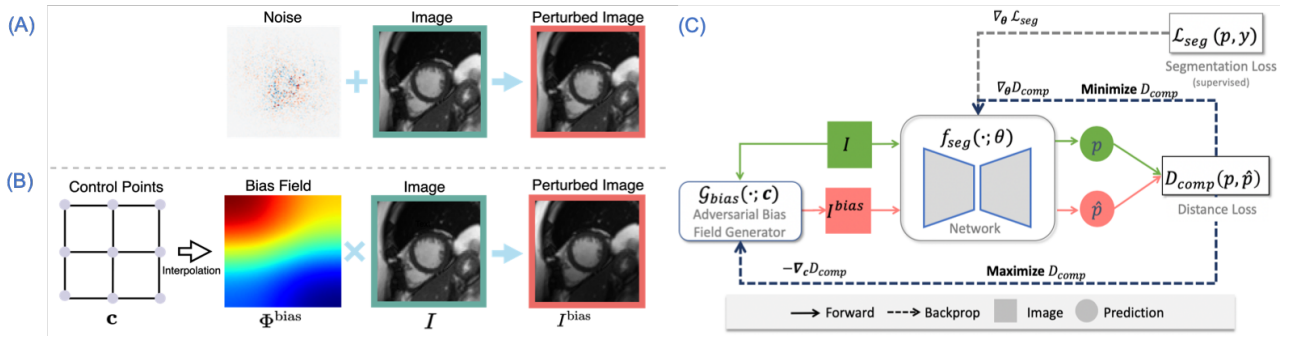 (A)
Noise
Image
Perturbed Image
+
(B)
Control Points
Bias Field
Image
Perturbed Image
Interpolation
×
c
Φ^bias
I
I^bias
(C)
∇_θ 𝓛_seg
𝓛_seg (p, y)
Segmentation Loss
(supervised)
∇_θ D_comp
Minimize D_comp
I
f_seg(·; θ)
p
𝒢_bias(·; c)
Adversarial Bias
Field Generator
I^bias
Network
p̂
D_comp(p, p̂)
Distance Loss
−∇_c D_comp
Maximize D_comp
Forward
Backprop
Image
Prediction